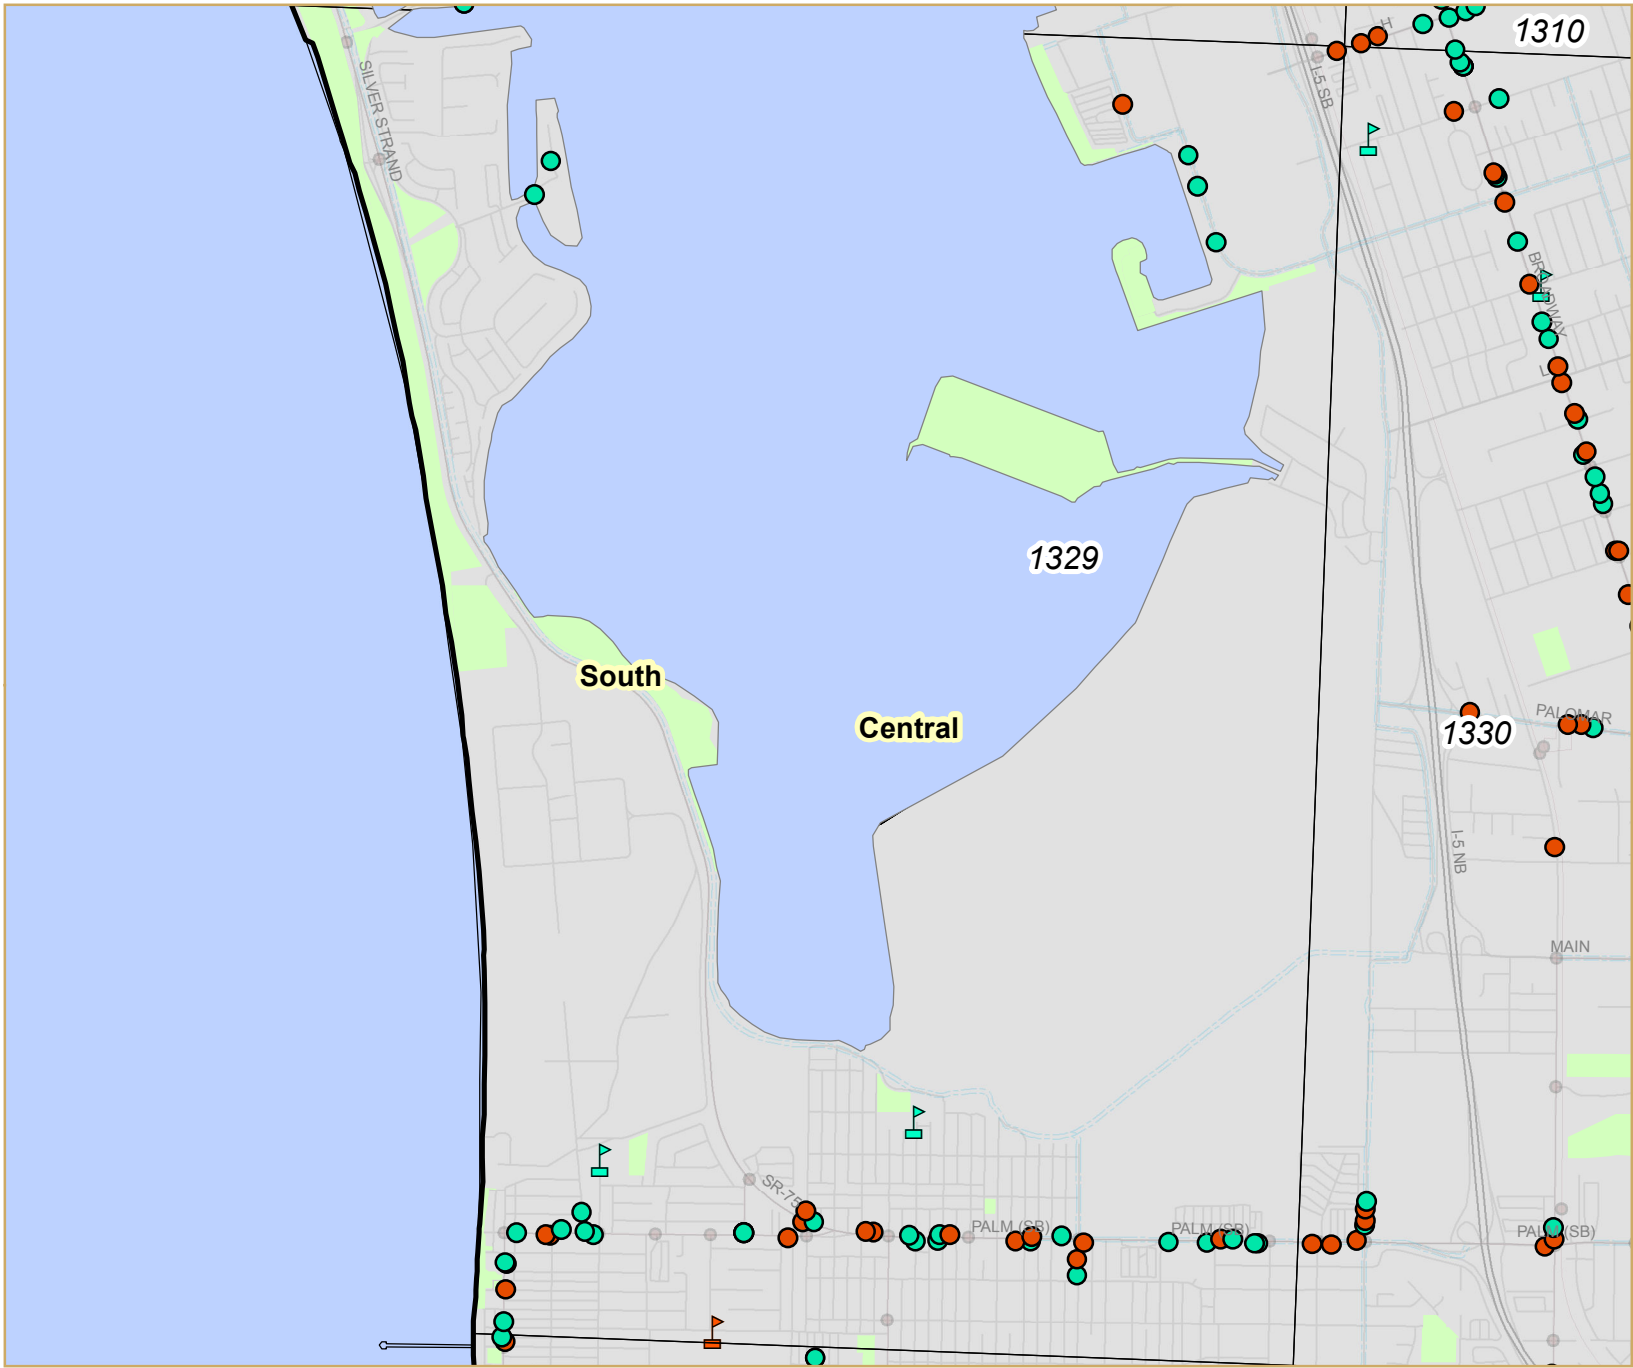 1310
H
I-5 SB
SILVER STRAND
BROADWAY
L
1329
South
Central
PALOMAR
1330
I-5 NB
MAIN
SR-75
PALM (SB)
PALM (SB)
PALM (SB)